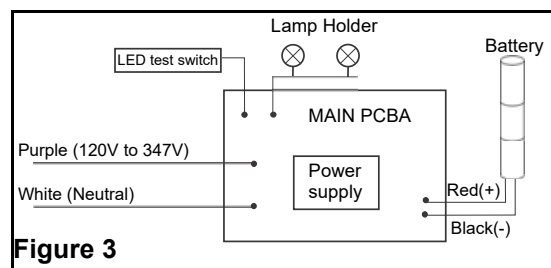 Lamp Holder
Battery
LED test switch
MAIN PCBA
Purple (120V to 347V)
Power
supply
White (Neutral)
Red(+)
Black(-)
Figure 3